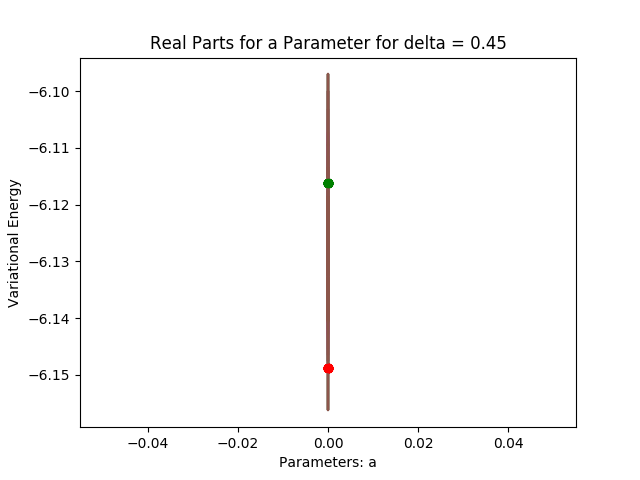 Real Parts for a Parameter for delta = 0.45
Variational Energy
−6.10
−6.11
−6.12
−6.13
−6.14
−6.15
−0.04 −0.02 0.00 0.02 0.04
Parameters: a